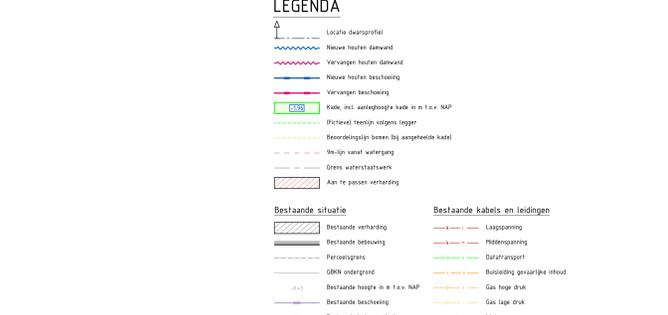 LEGENDA
Locatie dwarsprofiel
Nieuwe houten damwand
Vervangen houten damwand
Nieuwe houten beschoeiing
Vervangen beschoeiing
-1.96 Kade, incl. aanleghoogte kade in m t.o.v. NAP
(Fictieve) teenlijn volgens legger
Beoordelingslijn bomen (bij aangeheelde kade)
9m-lijn vanaf watergang
Grens waterstaatswerk
Aan te passen verharding
Bestaande situatie
Bestaande verharding
Bestaande bebouwing
Perceelsgrens
GBKN ondergrond
Bestaande hoogte in m t.o.v. NAP
Bestaande beschoeiing
Bestaande kabels en leidingen
Laagspanning
Middenspanning
Datatransport
Buisleiding gevaarlijke inhoud
Gas hoge druk
Gas lage druk